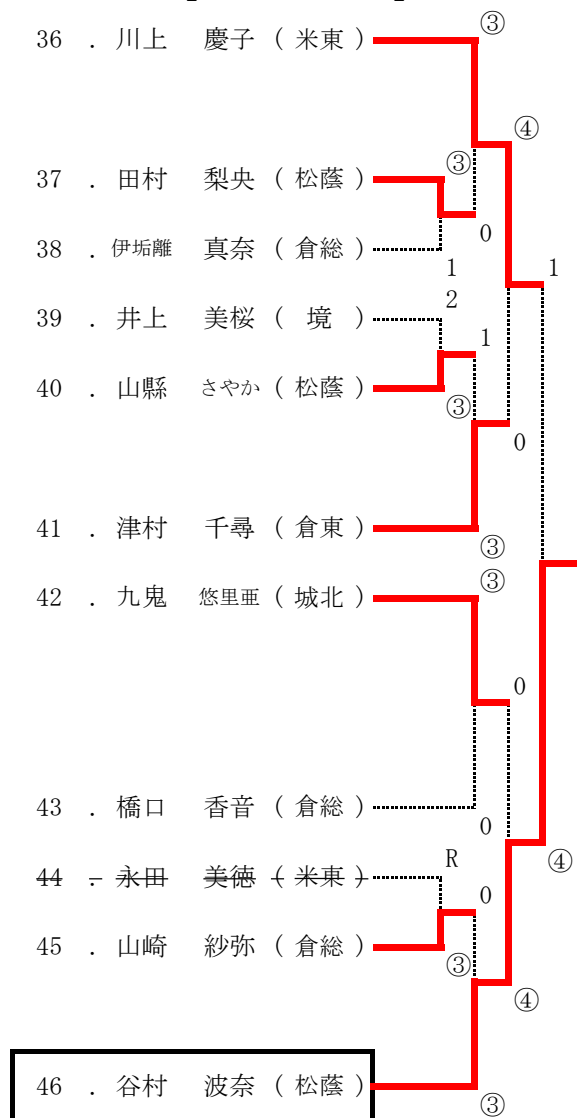 36 . 川上 慶子 ( 米東 )
③
④
37 . 田村 梨央 ( 松蔭 )
③
0
38 . 伊垢離 真奈 ( 倉総 )
1
1
39 . 井上 美桜 ( 境 )
2
1
40 . 山縣 さやか ( 松蔭 )
③
0
41 . 津村 千尋 ( 倉東 )
③
42 . 九鬼 悠里亜 ( 城北 )
③
0
43 . 橋口 香音 ( 倉総 )
0
44 . 永田 美徳 ( 米東 )
R
④
0
45 . 山崎 紗弥 ( 倉総 )
③
④
46 . 谷村 波奈 ( 松蔭 )
③